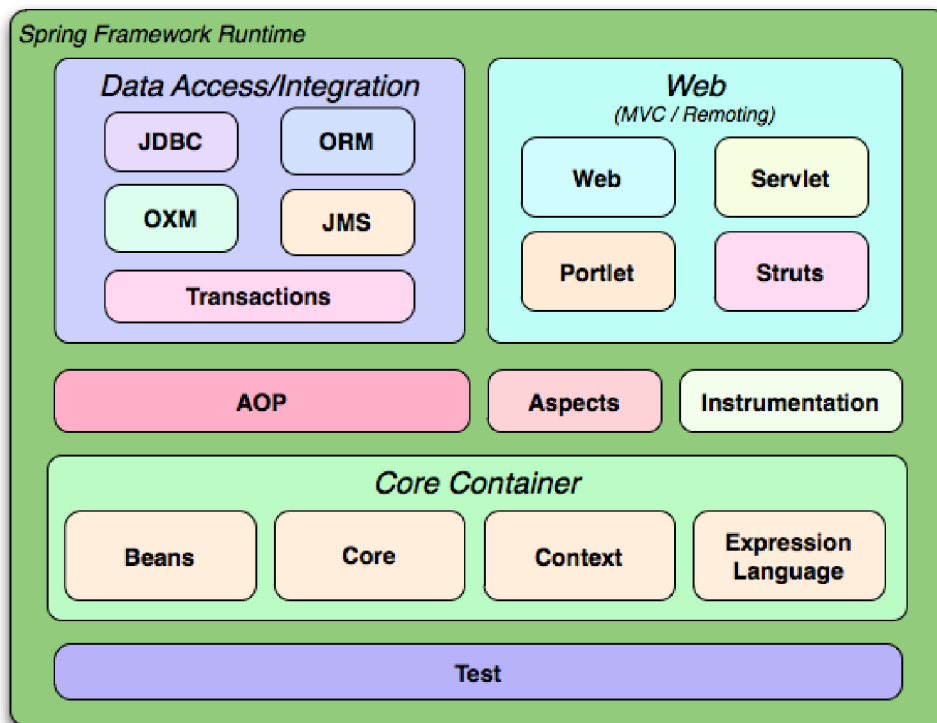 Spring Framework Runtime
Data Access/Integration
JDBC
ORM
OXM
JMS
Transactions
Web
(MVC / Remoting)
Web
Servlet
Portlet
Struts
AOP
Aspects
Instrumentation
Core Container
Beans
Core
Context
Expression
Language
Test